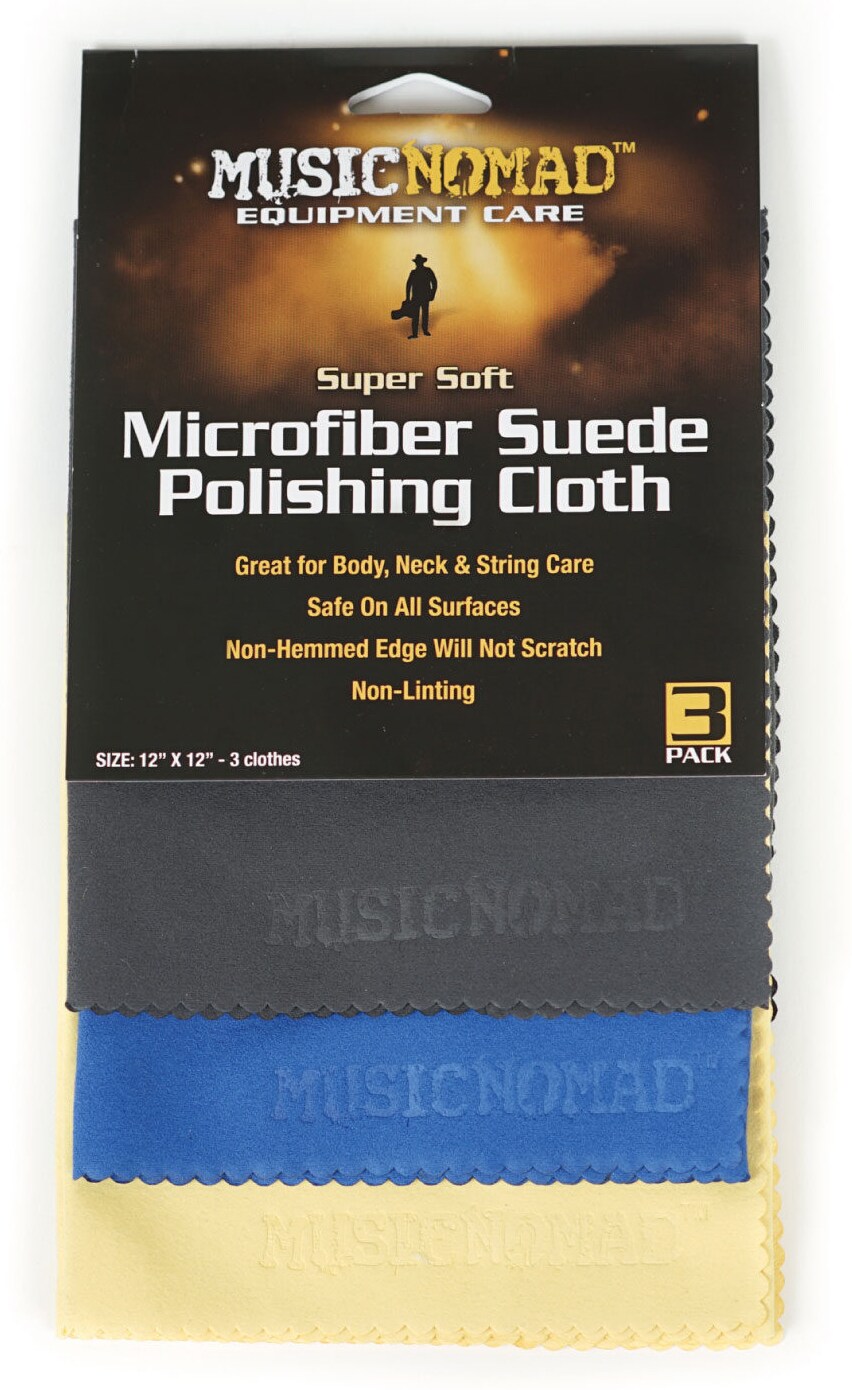 MUSICNOMAD™
EQUIPMENT CARE
Super Soft
Microfiber Suede
Polishing Cloth
Great for Body, Neck & String Care
Safe On All Surfaces
Non-Hemmed Edge Will Not Scratch
Non-Linting
3
PACK
SIZE: 12” X 12” - 3 clothes
MUSICNOMAD
MUSICNOMAD™
MUSICNOMAD™